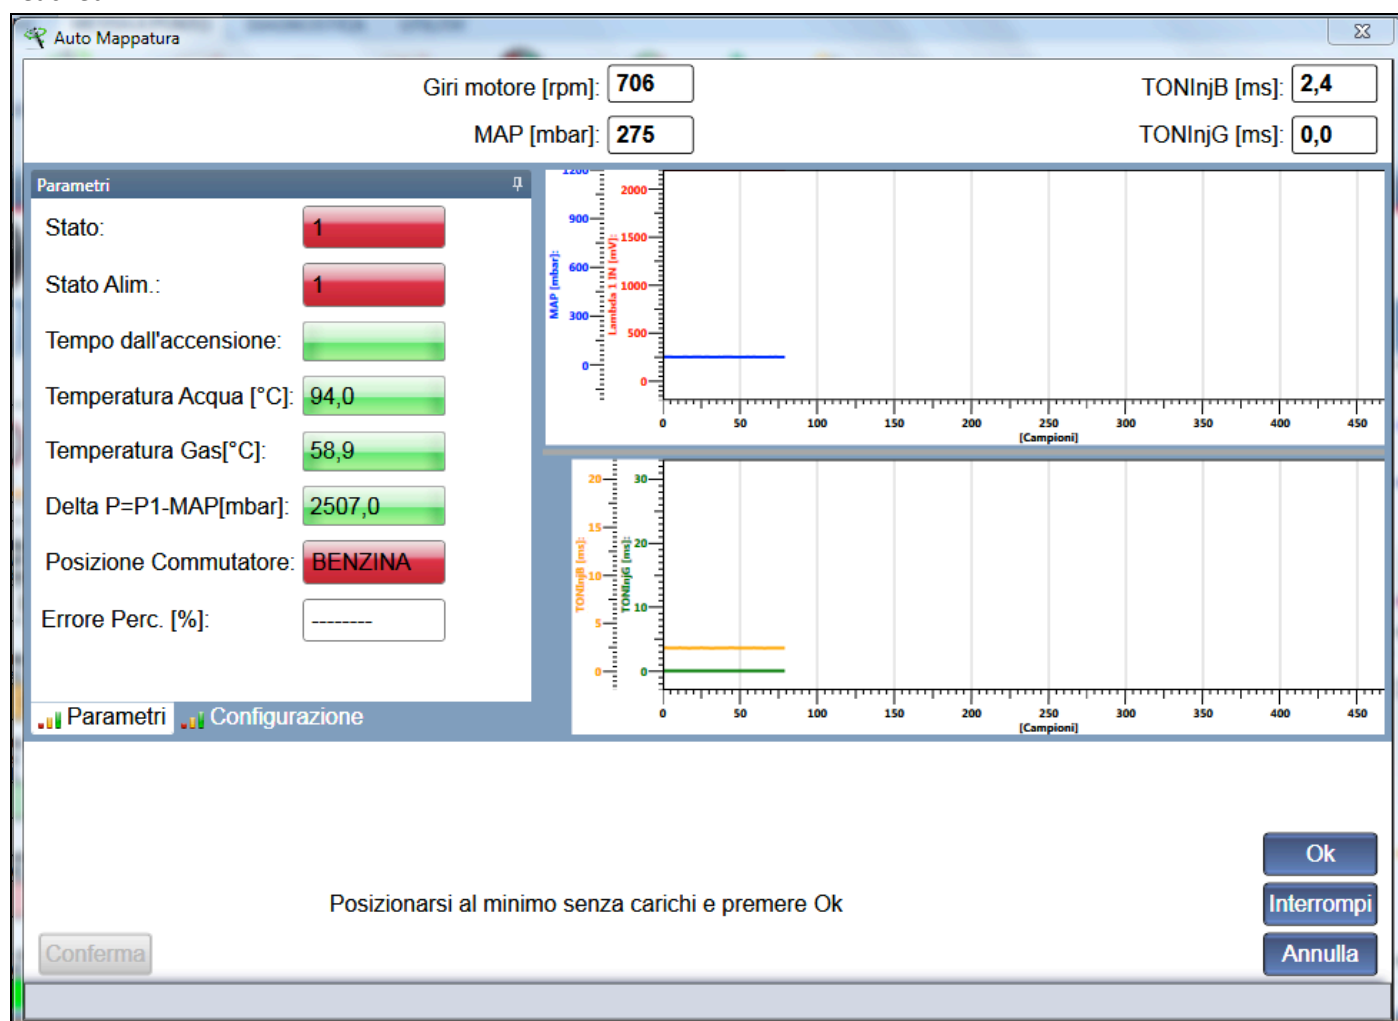 Auto Mappatura
Giri motore [rpm]: 706
TONInjB [ms]: 2,4
MAP [mbar]: 275
TONInjG [ms]: 0,0
Parametri
Stato: 1
Stato Alim.: 1
Tempo dall'accensione:
Temperatura Acqua [°C]: 94,0
Temperatura Gas[°C]: 58,9
Delta P=P1-MAP[mbar]: 2507,0
Posizione Commutatore: BENZINA
Errore Perc. [%]: --------
Parametri Configurazione
MAP [mbar]:
1200
900
600
300
0
Lambda 1 IN [mV]:
2000
1500
1000
500
0
0 50 100 150 200 250 300 350 400 450
[Campioni]
TONInjB [ms]:
20
15
10
5
0
TONInjG [ms]:
30
20
10
0
0 50 100 150 200 250 300 350 400 450
[Campioni]
Posizionarsi al minimo senza carichi e premere Ok
Ok
Interrompi
Conferma
Annulla